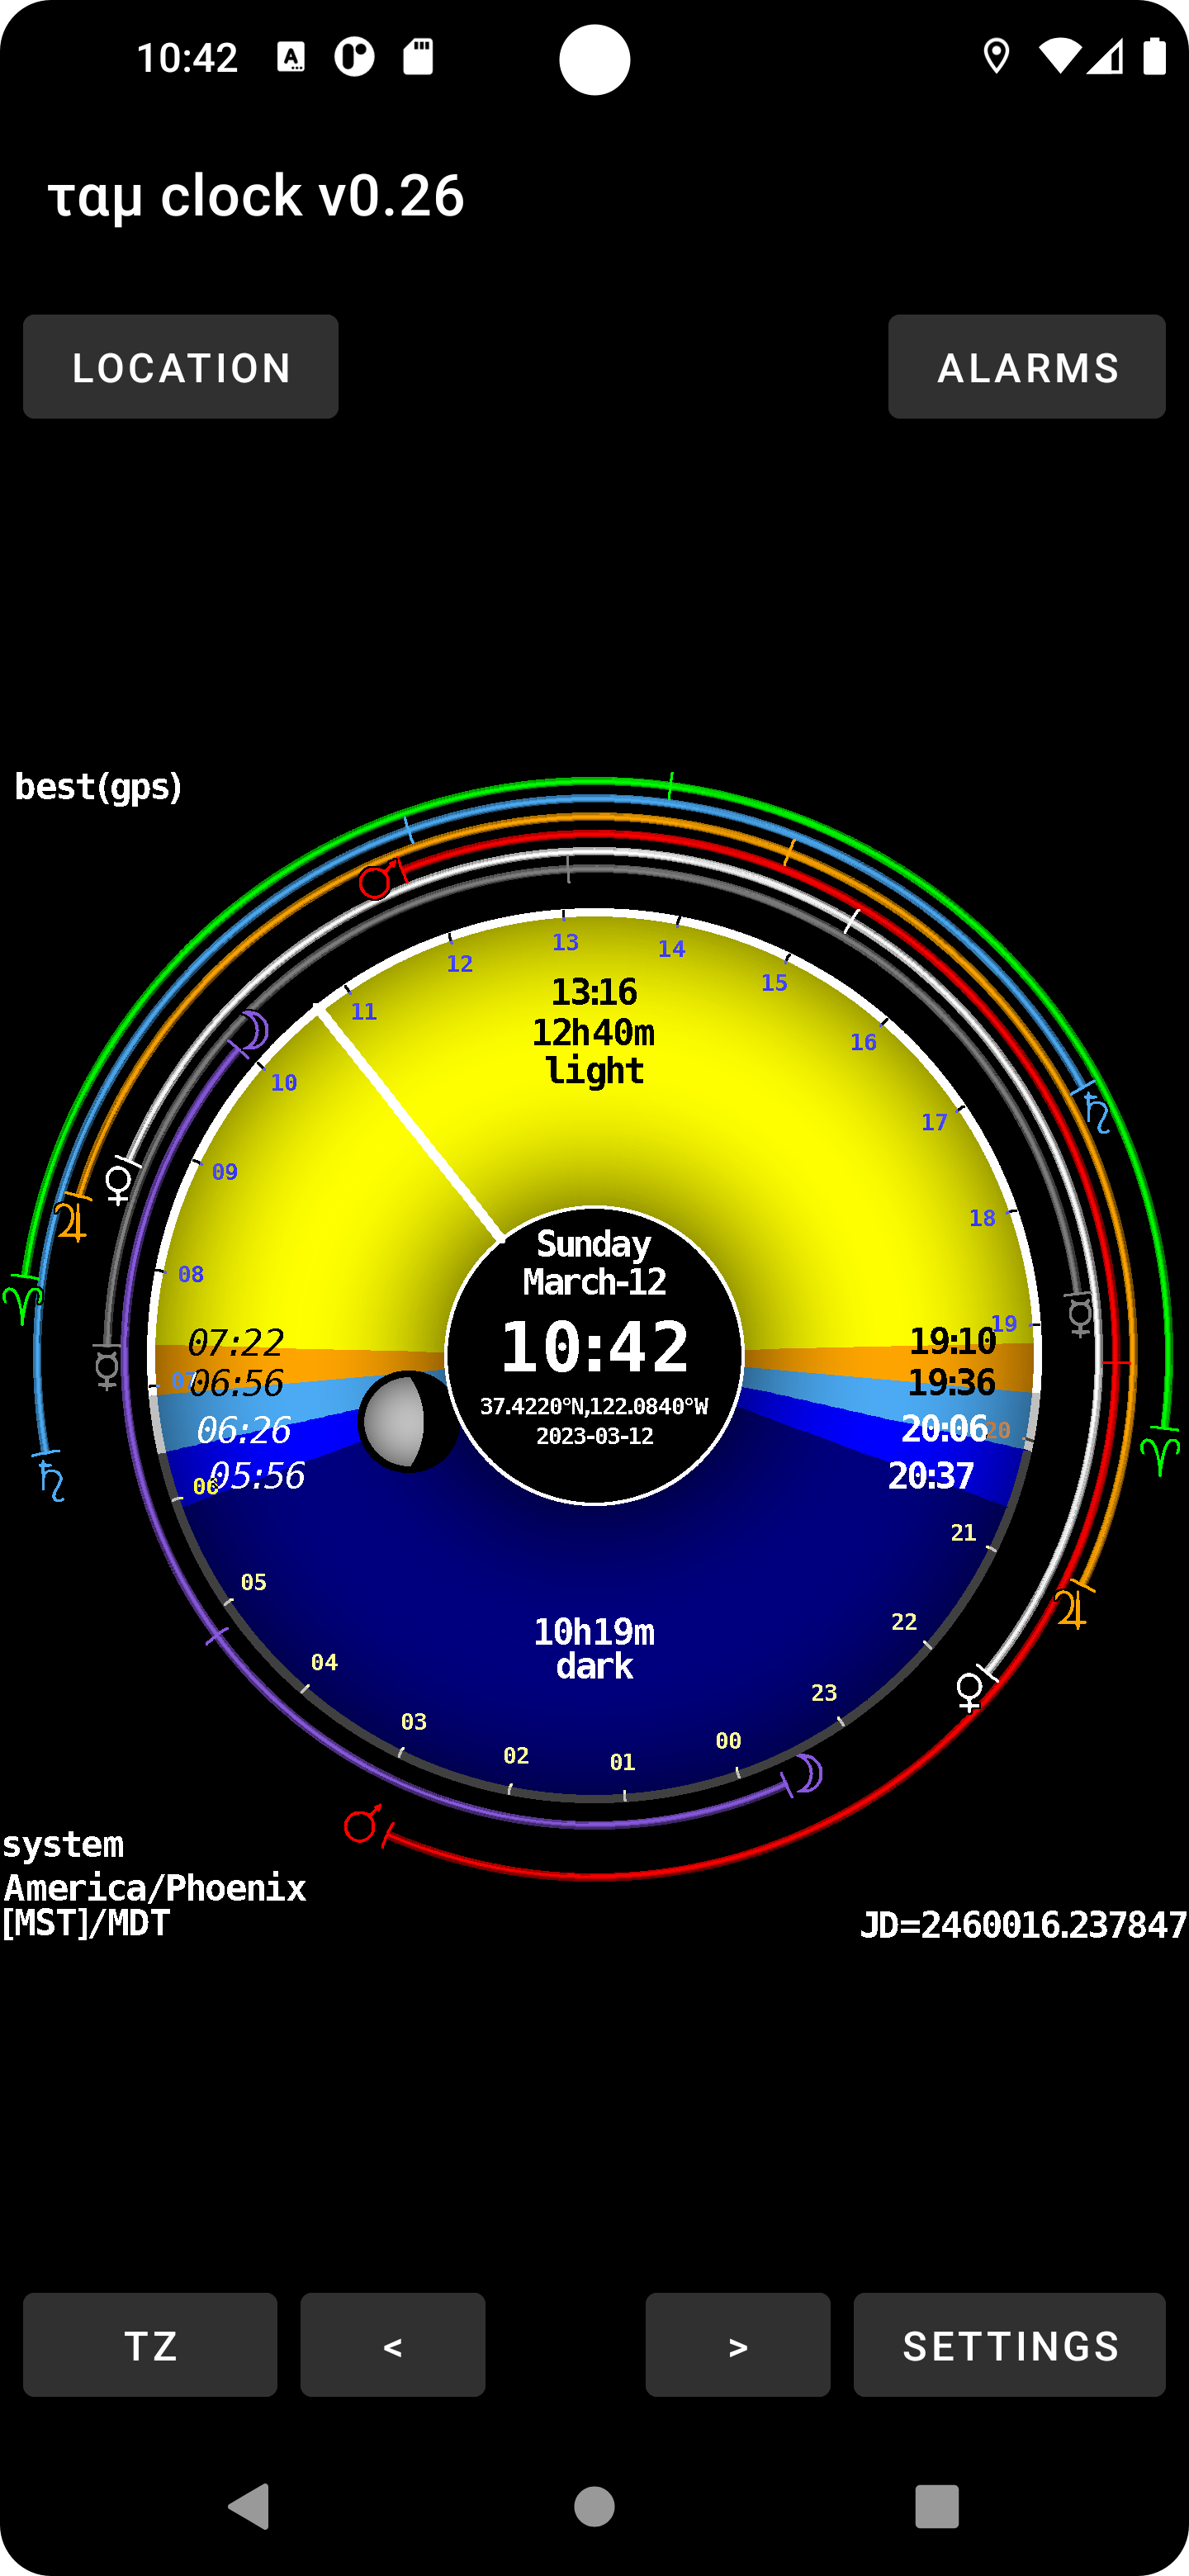 10:42
ταμ clock v0.26
LOCATION
ALARMS
best(gps)
13
14
12
15
11
16
10
17
09
18
08
19
13:16
12h40m
light
Sunday
March-12
10:42
37.4220°N,122.0840°W
2023-03-12
07:22
19:10
07
06:56
19:36
06:26
20:06
20
06
05:56
20:37
21
05
22
04
23
03
00
02
01
10h19m
dark
system
America/Phoenix
[MST]/MDT
JD=2460016.237847
TZ
<
>
SETTINGS